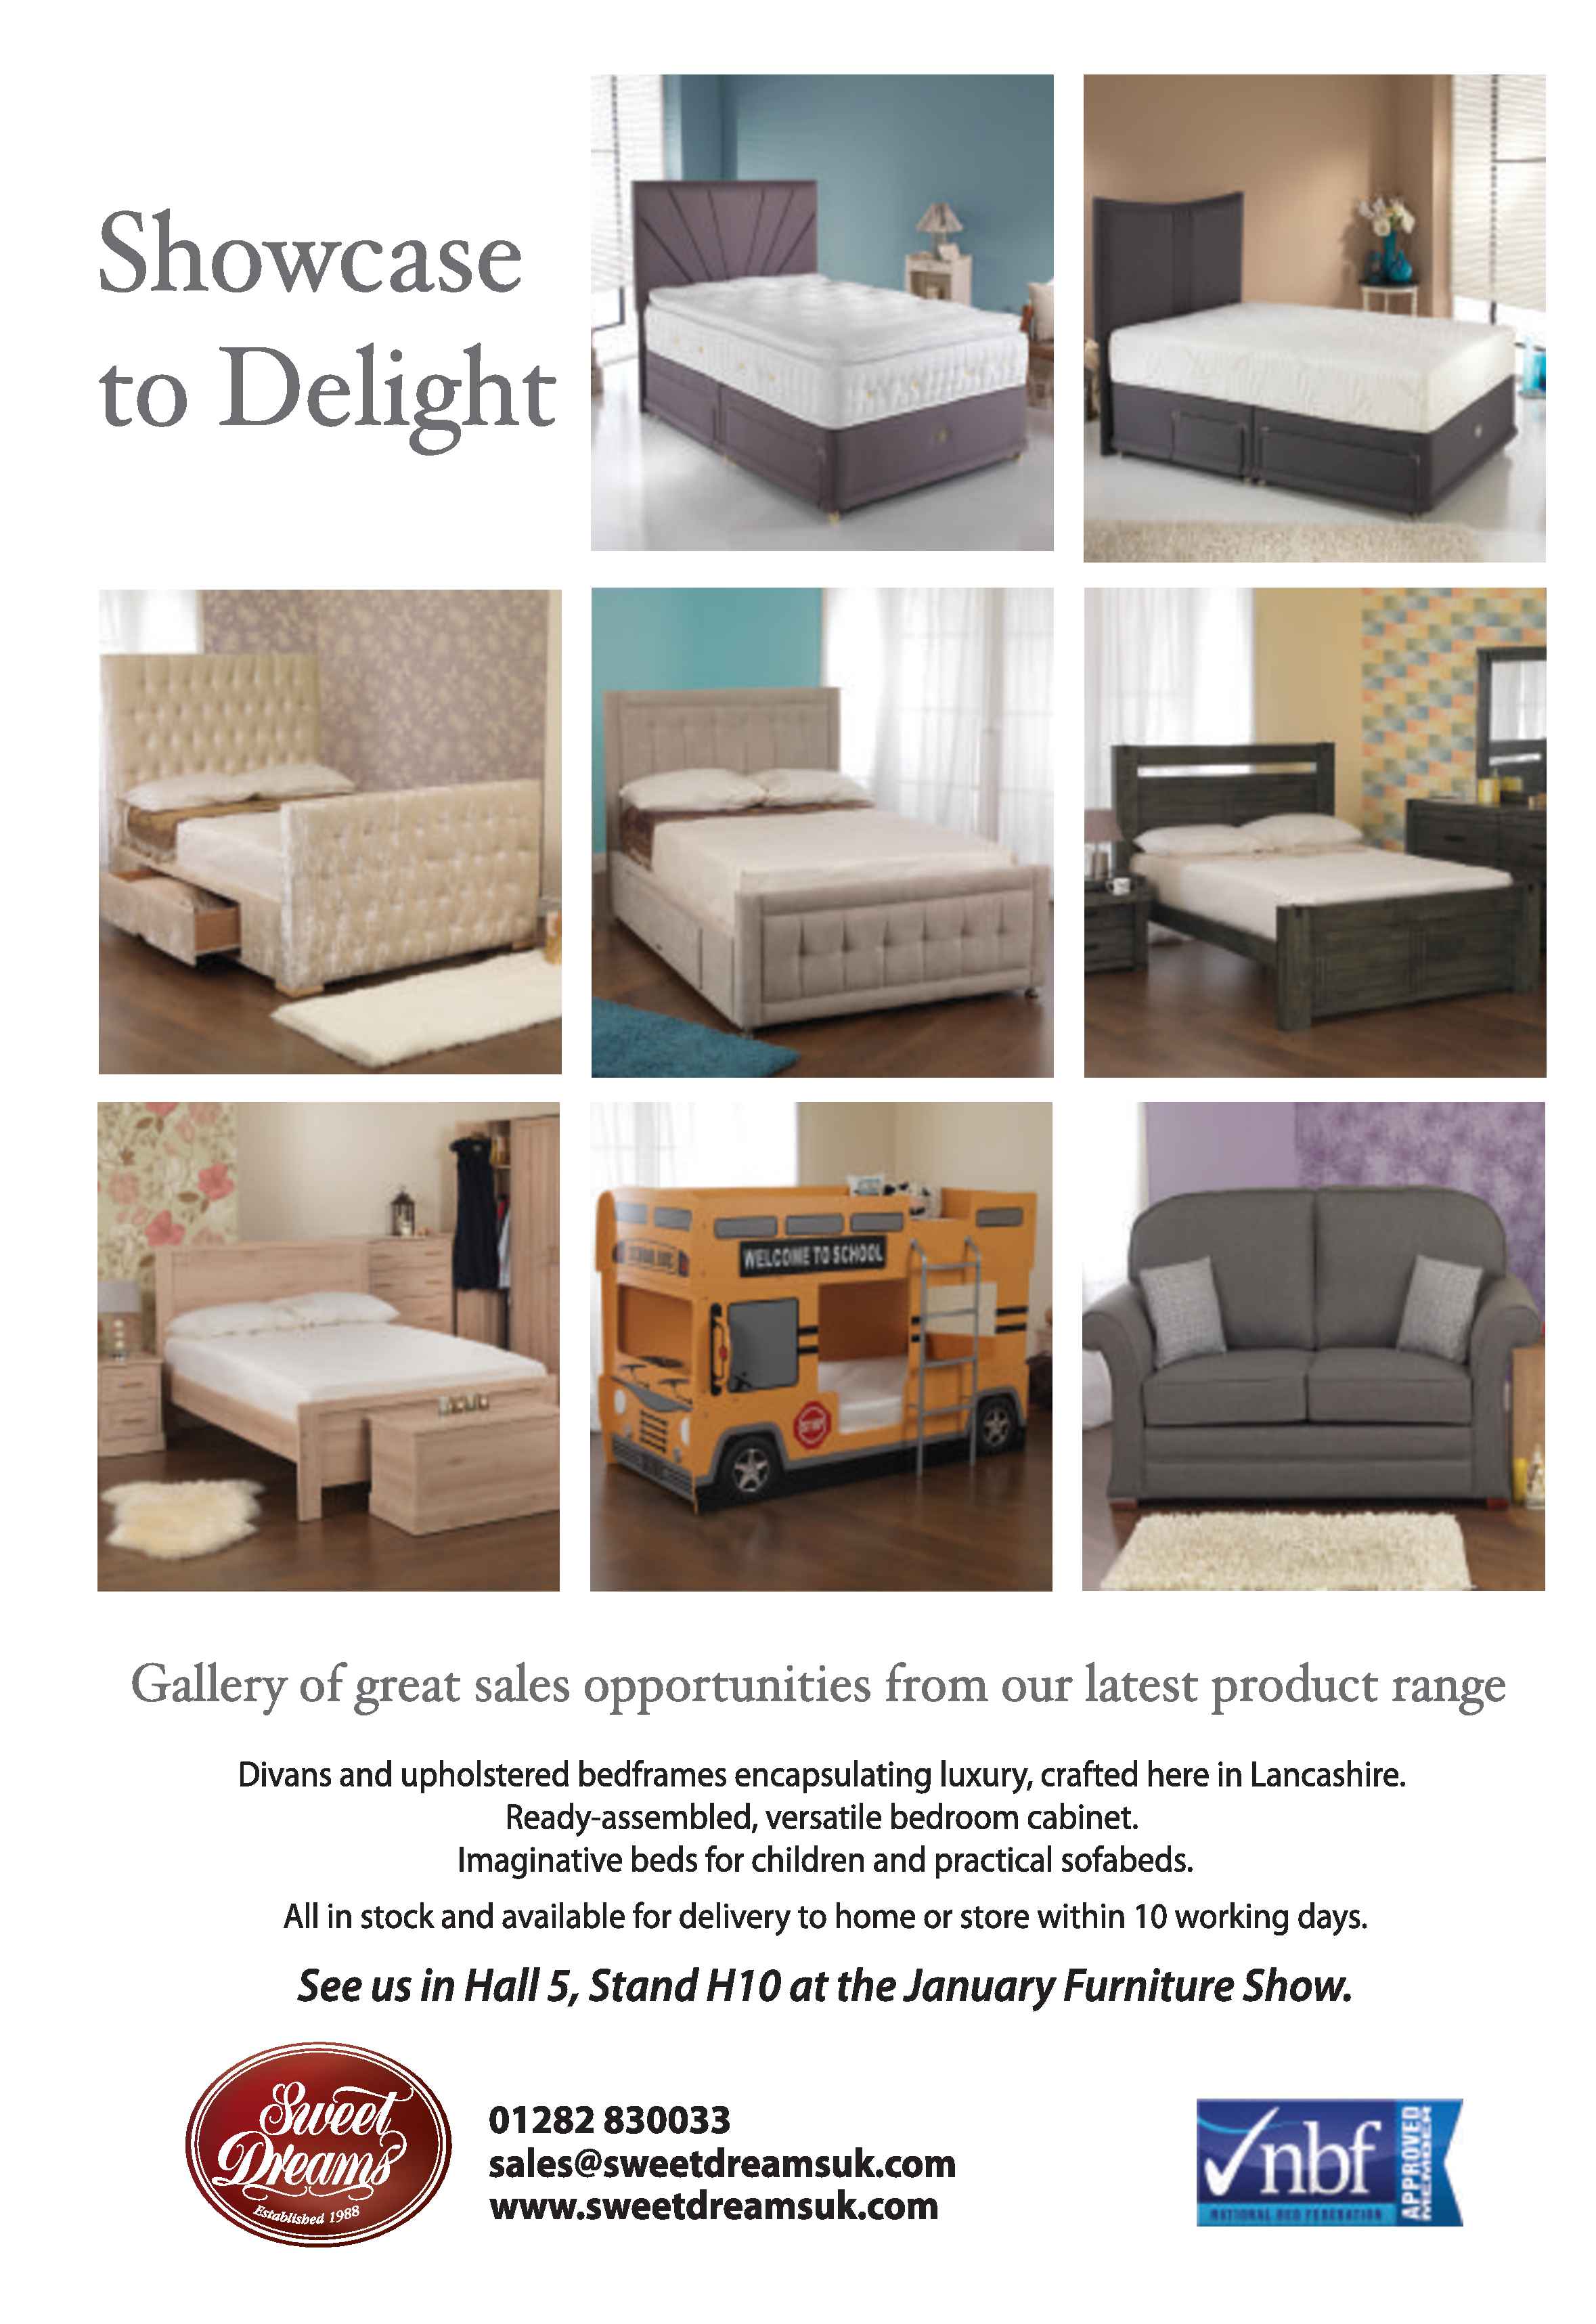 Showcase
to Delight
WELCOME TO SCHOOL
Gallery of great sales opportunities from our latest product range
Divans and upholstered bedframes encapsulating luxury, crafted here in Lancashire.
Ready-assembled, versatile bedroom cabinet.
Imaginative beds for children and practical sofabeds.
All in stock and available for delivery to home or store within 10 working days.
See us in Hall 5, Stand H10 at the January Furniture Show.
Sweet
Dreams
Established 1988
01282 830033
sales@sweetdreamsuk.com
www.sweetdreamsuk.com
nbf
NATIONAL BED FEDERATION
APPROVED
MEMBER